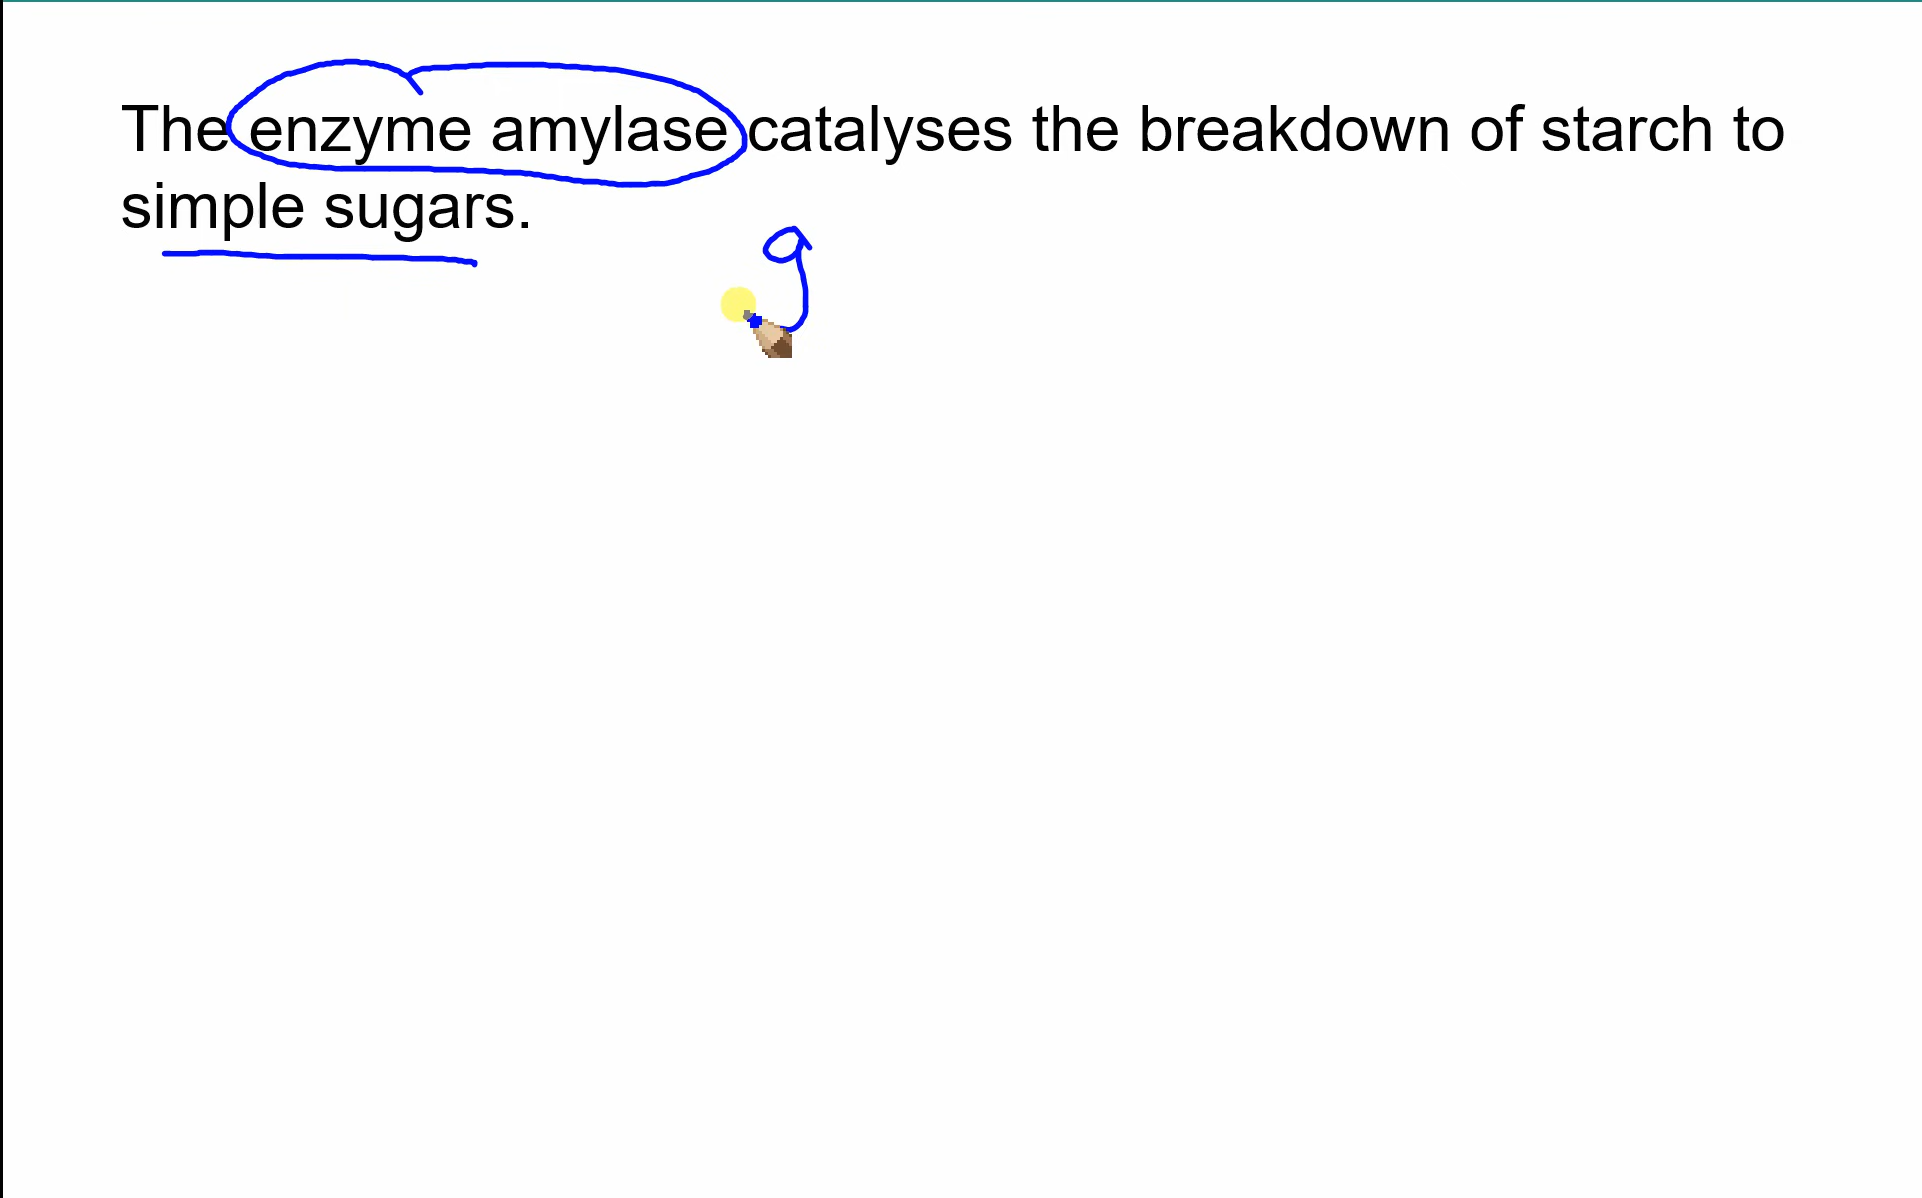 The enzyme amylase catalyses the breakdown of starch to
simple sugars.
g